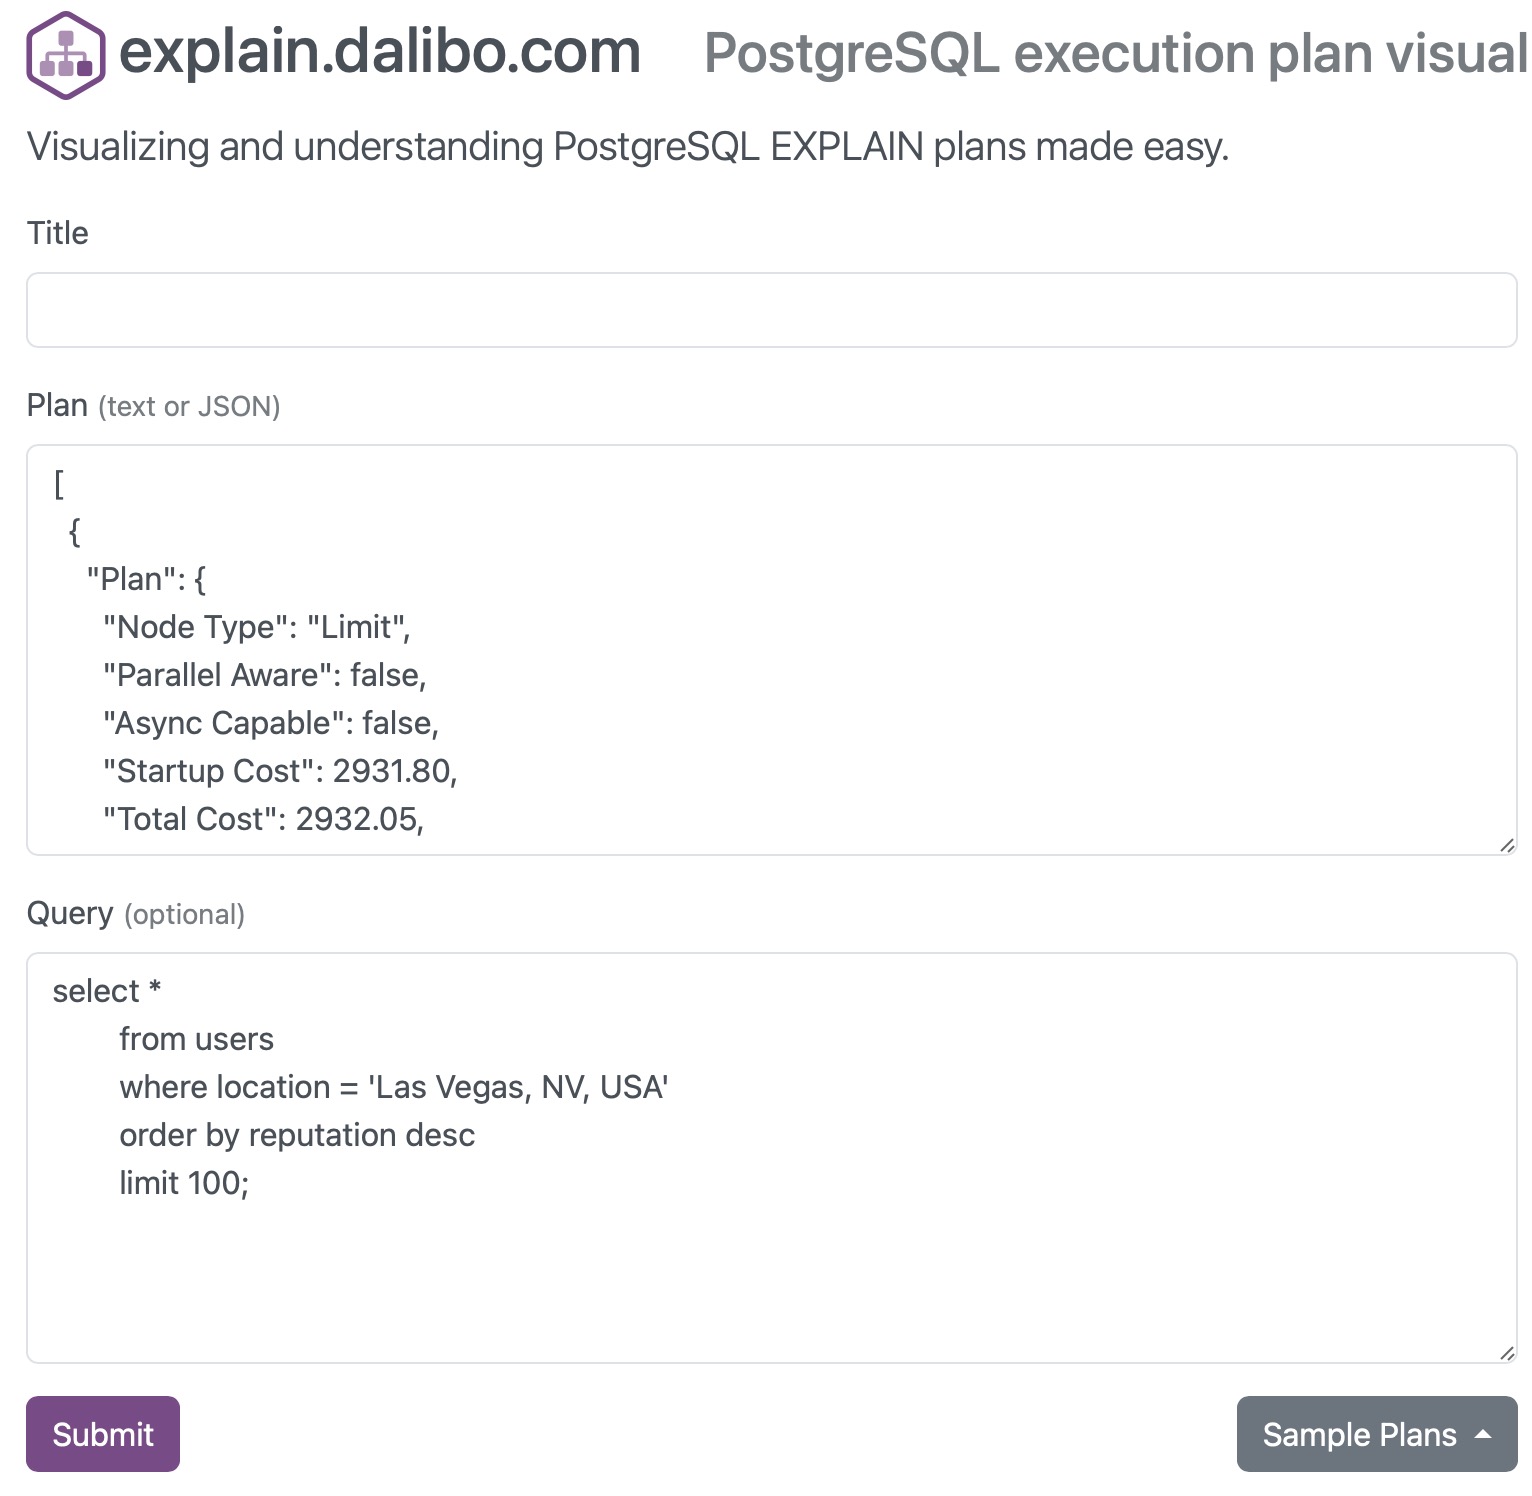 explain.dalibo.com PostgreSQL execution plan visual
Visualizing and understanding PostgreSQL EXPLAIN plans made easy.
Title
Plan (text or JSON)
[
{
"Plan": {
"Node Type": "Limit",
"Parallel Aware": false,
"Async Capable": false,
"Startup Cost": 2931.80,
"Total Cost": 2932.05,
Query (optional)
select *
from users
where location = 'Las Vegas, NV, USA'
order by reputation desc
limit 100;
Submit Sample Plans